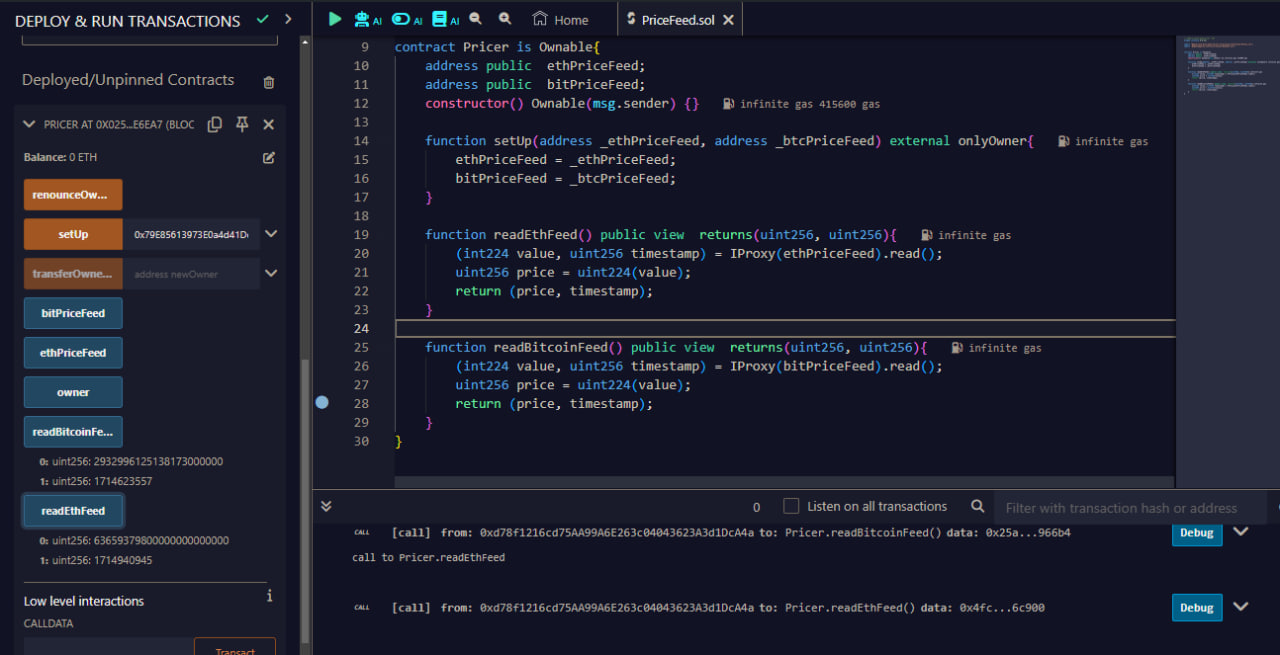 DEPLOY & RUN TRANSACTIONS
Deployed/Unpinned Contracts
PRICER AT 0X025...E6EA7 (BLOC
Balance: 0 ETH
renounceOw...
setUp 0x79E85613973E0a4d41D
transferOwne... address newOwner
bitPriceFeed
ethPriceFeed
owner
readBitcoinFe...
0: uint256: 2932996125138173000000
1: uint256: 1714623557
readEthFeed
0: uint256: 63659379800000000000000
1: uint256: 1714940945
Low level interactions i
CALLDATA
Transact
AI AI AI Home PriceFeed.sol
9 contract Pricer is Ownable{
10 address public ethPriceFeed;
11 address public bitPriceFeed;
12 constructor() Ownable(msg.sender) {} infinite gas 415600 gas
13
14 function setUp(address _ethPriceFeed, address _btcPriceFeed) external onlyOwner{ infinite gas
15 ethPriceFeed = _ethPriceFeed;
16 bitPriceFeed = _btcPriceFeed;
17 }
18
19 function readEthFeed() public view returns(uint256, uint256){ infinite gas
20 (int224 value, uint256 timestamp) = IProxy(ethPriceFeed).read();
21 uint256 price = uint224(value);
22 return (price, timestamp);
23 }
24
25 function readBitcoinFeed() public view returns(uint256, uint256){ infinite gas
26 (int224 value, uint256 timestamp) = IProxy(bitPriceFeed).read();
27 uint256 price = uint224(value);
28 return (price, timestamp);
29 }
30 }
0 Listen on all transactions Filter with transaction hash or address
CALL [call] from: 0xd78f1216cd75AA99A6E263c04043623A3d1DcA4a to: Pricer.readBitcoinFeed() data: 0x25a...966b4 Debug
call to Pricer.readEthFeed
CALL [call] from: 0xd78f1216cd75AA99A6E263c04043623A3d1DcA4a to: Pricer.readEthFeed() data: 0x4fc...6c900 Debug